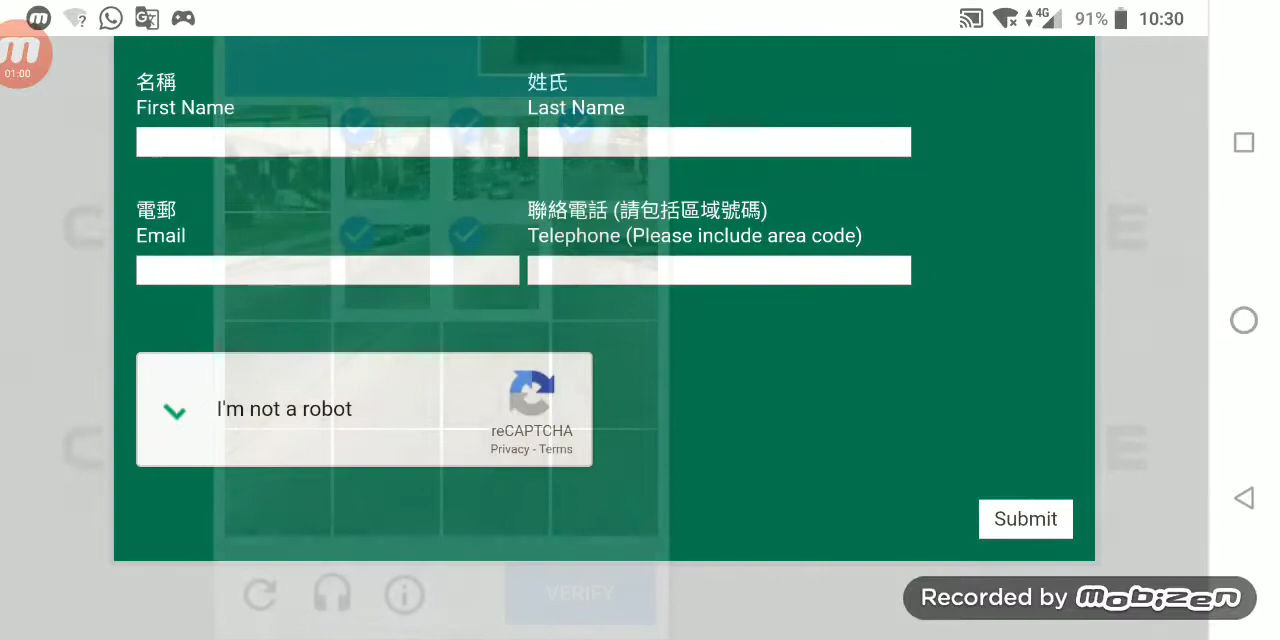 4G 91% 10:30
01:00
名稱
First Name
姓氏
Last Name
電郵
Email
聯絡電話 (請包括區域號碼)
Telephone (Please include area code)
I'm not a robot
reCAPTCHA
Privacy - Terms
Submit
VERIFY
Recorded by mobizen